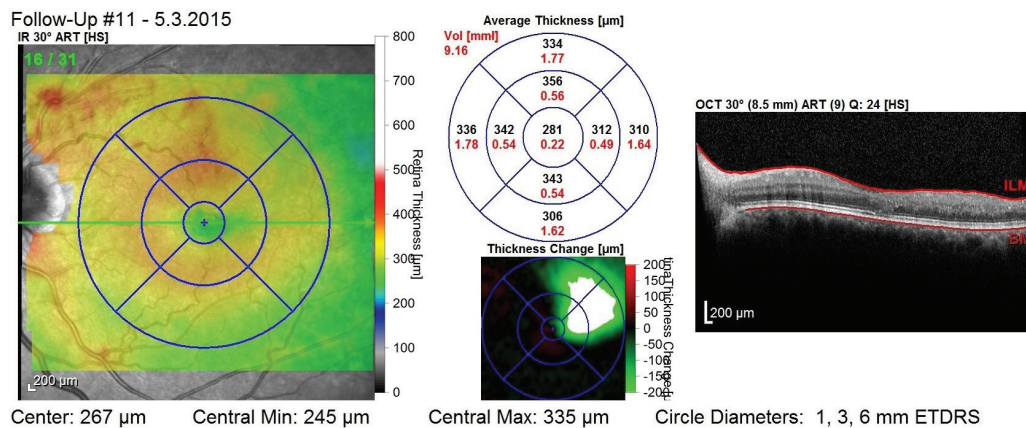 Follow-Up #11 - 5.3.2015
IR 30° ART [HS]
16 / 31
800
700
600
500
400
300
200
100
0
Retina Thickness [µm]
200 µm
Average Thickness [µm]
Vol [mm³]
9.16
334
1.77
356
0.56
336
1.78
342
0.54
281
0.22
312
0.49
310
1.64
343
0.54
306
1.62
Thickness Change [µm]
200
150
100
50
0
-50
-100
-150
-200
tinaThickness Changed
OCT 30° (8.5 mm) ART (9) Q: 24 [HS]
ILM
BM
200 µm
Center: 267 µm
Central Min: 245 µm
Central Max: 335 µm
Circle Diameters: 1, 3, 6 mm ETDRS